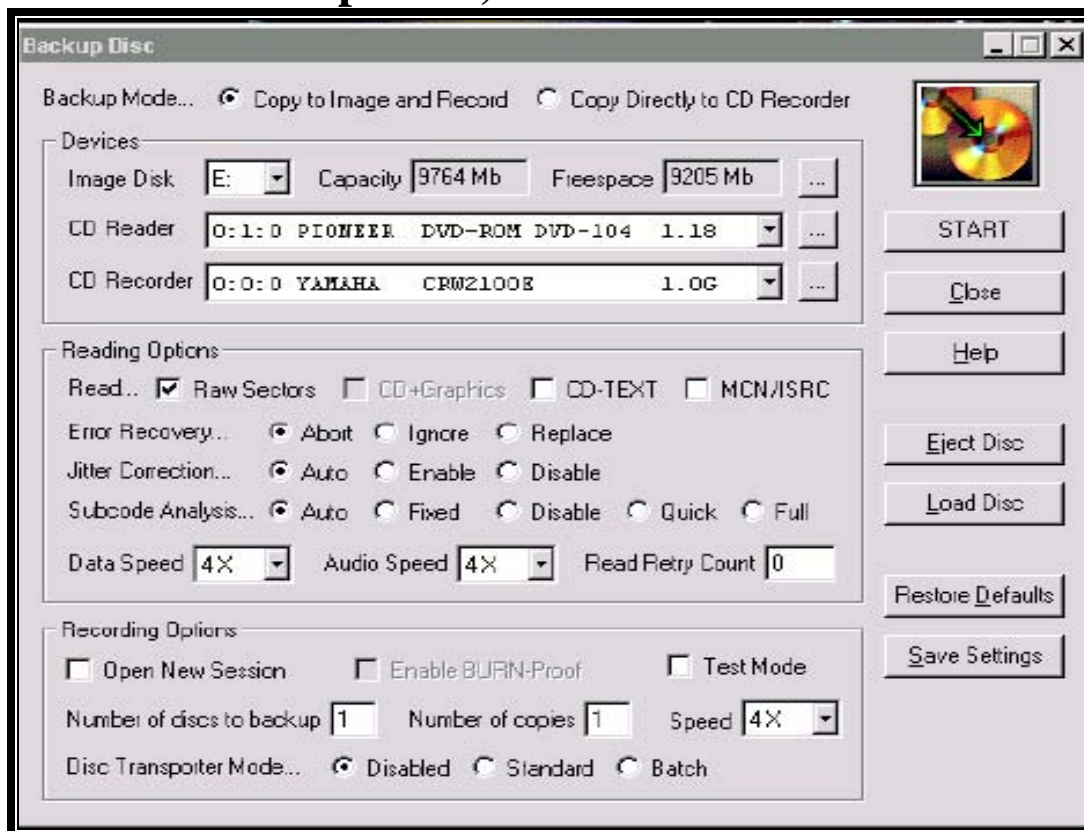 Backup Disc
Backup Mode... Copy to Image and Record Copy Directly to CD Recorder
Devices
Image Disk E: Capacity 9764 Mb Freespace 9205 Mb ...
CD Reader 0:1:0 PIONEER DVD-ROM DVD-104 1.18 ...
CD Recorder 0:0:0 YAMAHA CRW2100E 1.0G ...
START
Close
Help
Reading Options
Read... Raw Sectors CD+Graphics CD-TEXT MCN/ISRC
Error Recovery... Abort Ignore Replace
Jitter Correction... Auto Enable Disable
Subcode Analysis... Auto Fixed Disable Quick Full
Data Speed 4X Audio Speed 4X Read Retry Count 0
Eject Disc
Load Disc
Restore Defaults
Save Settings
Recording Options
Open New Session Enable BURN-Proof Test Mode
Number of discs to backup 1 Number of copies 1 Speed 4X
Disc Transporter Mode... Disabled Standard Batch